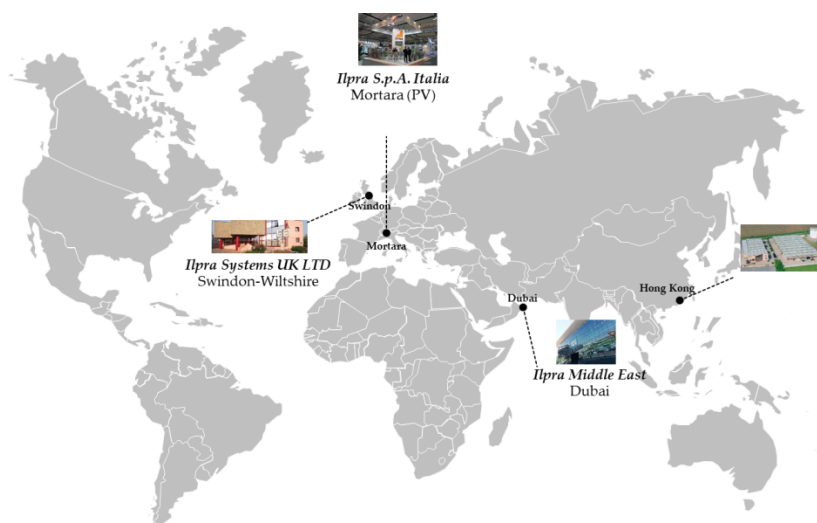 Ilpra S.p.A. Italia
Mortara (PV)
Swindon
Mortara
Ilpra Systems UK LTD
Swindon-Wiltshire
Hong Kong
Dubai
Ilpra Middle East
Dubai